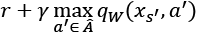 r + γ max_{a'∈Â} q_W(x_{s'}, a')